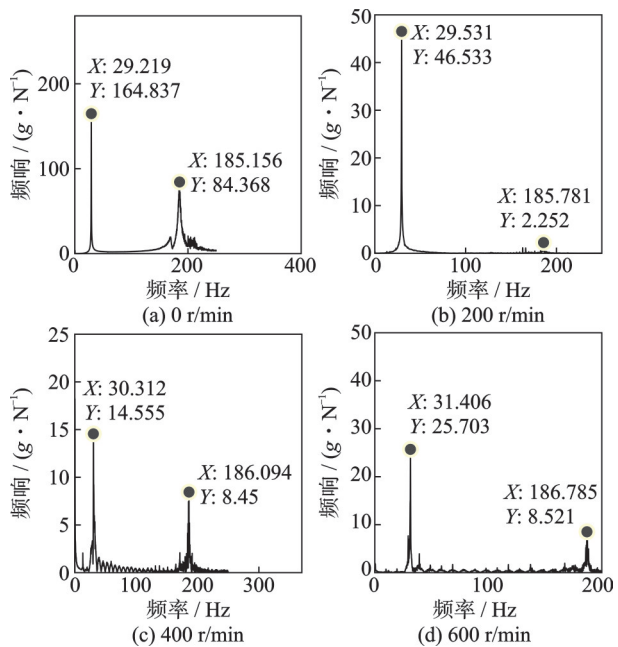 频响 / (g · N⁻¹)
200
100
0
X: 29.219
Y: 164.837
X: 185.156
Y: 84.368
0
200
400
频率 / Hz
(a) 0 r/min
频响 / (g · N⁻¹)
50
40
30
20
10
0
X: 29.531
Y: 46.533
X: 185.781
Y: 2.252
0
100
200
频率 / Hz
(b) 200 r/min
频响 / (g · N⁻¹)
25
20
15
10
5
0
X: 30.312
Y: 14.555
X: 186.094
Y: 8.45
0
100
200
300
频率 / Hz
(c) 400 r/min
频响 / (g · N⁻¹)
50
40
30
20
10
0
X: 31.406
Y: 25.703
X: 186.785
Y: 8.521
0
100
200
频率 / Hz
(d) 600 r/min